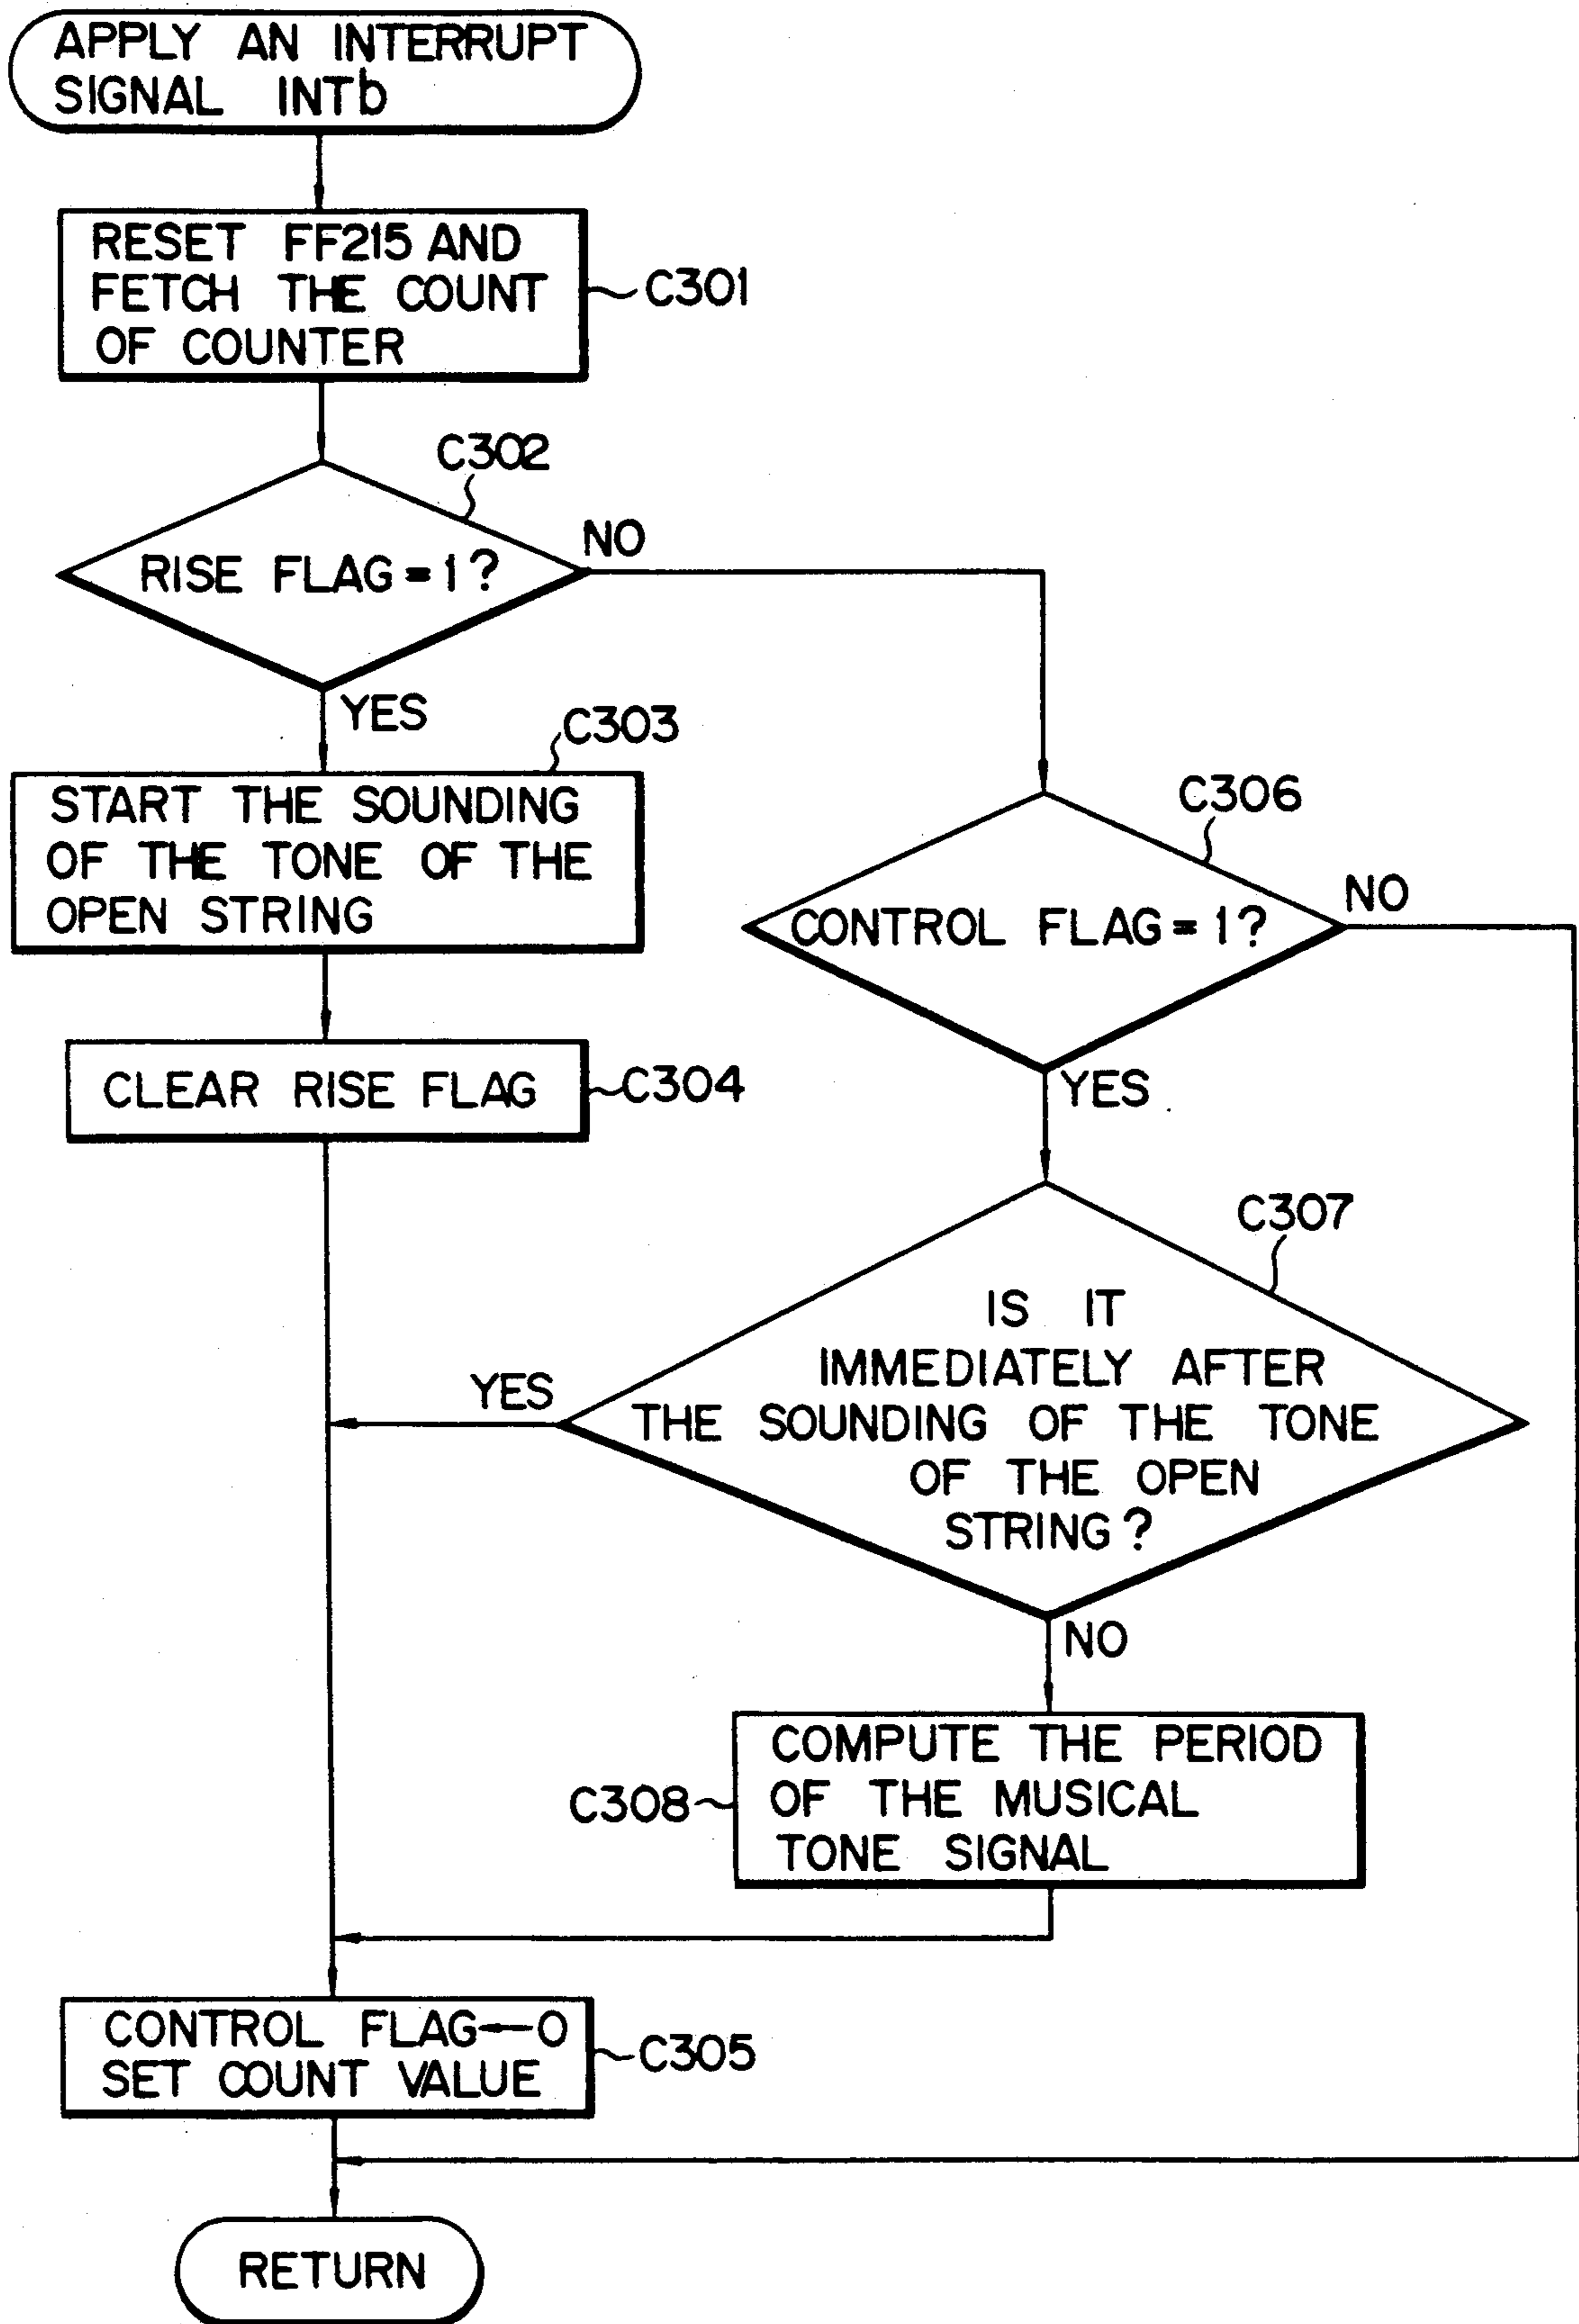 APPLY AN INTERRUPT
SIGNAL INTb
RESET FF215 AND
FETCH THE COUNT
OF COUNTER
C301
C302
RISE FLAG = 1?
NO
YES
C303
START THE SOUNDING
OF THE TONE OF THE
OPEN STRING
C304
CLEAR RISE FLAG
C306
CONTROL FLAG = 1?
NO
YES
C307
IS IT
IMMEDIATELY AFTER
THE SOUNDING OF THE TONE
OF THE OPEN
STRING?
YES
NO
C308
COMPUTE THE PERIOD
OF THE MUSICAL
TONE SIGNAL
CONTROL FLAG←0
SET COUNT VALUE
C305
RETURN